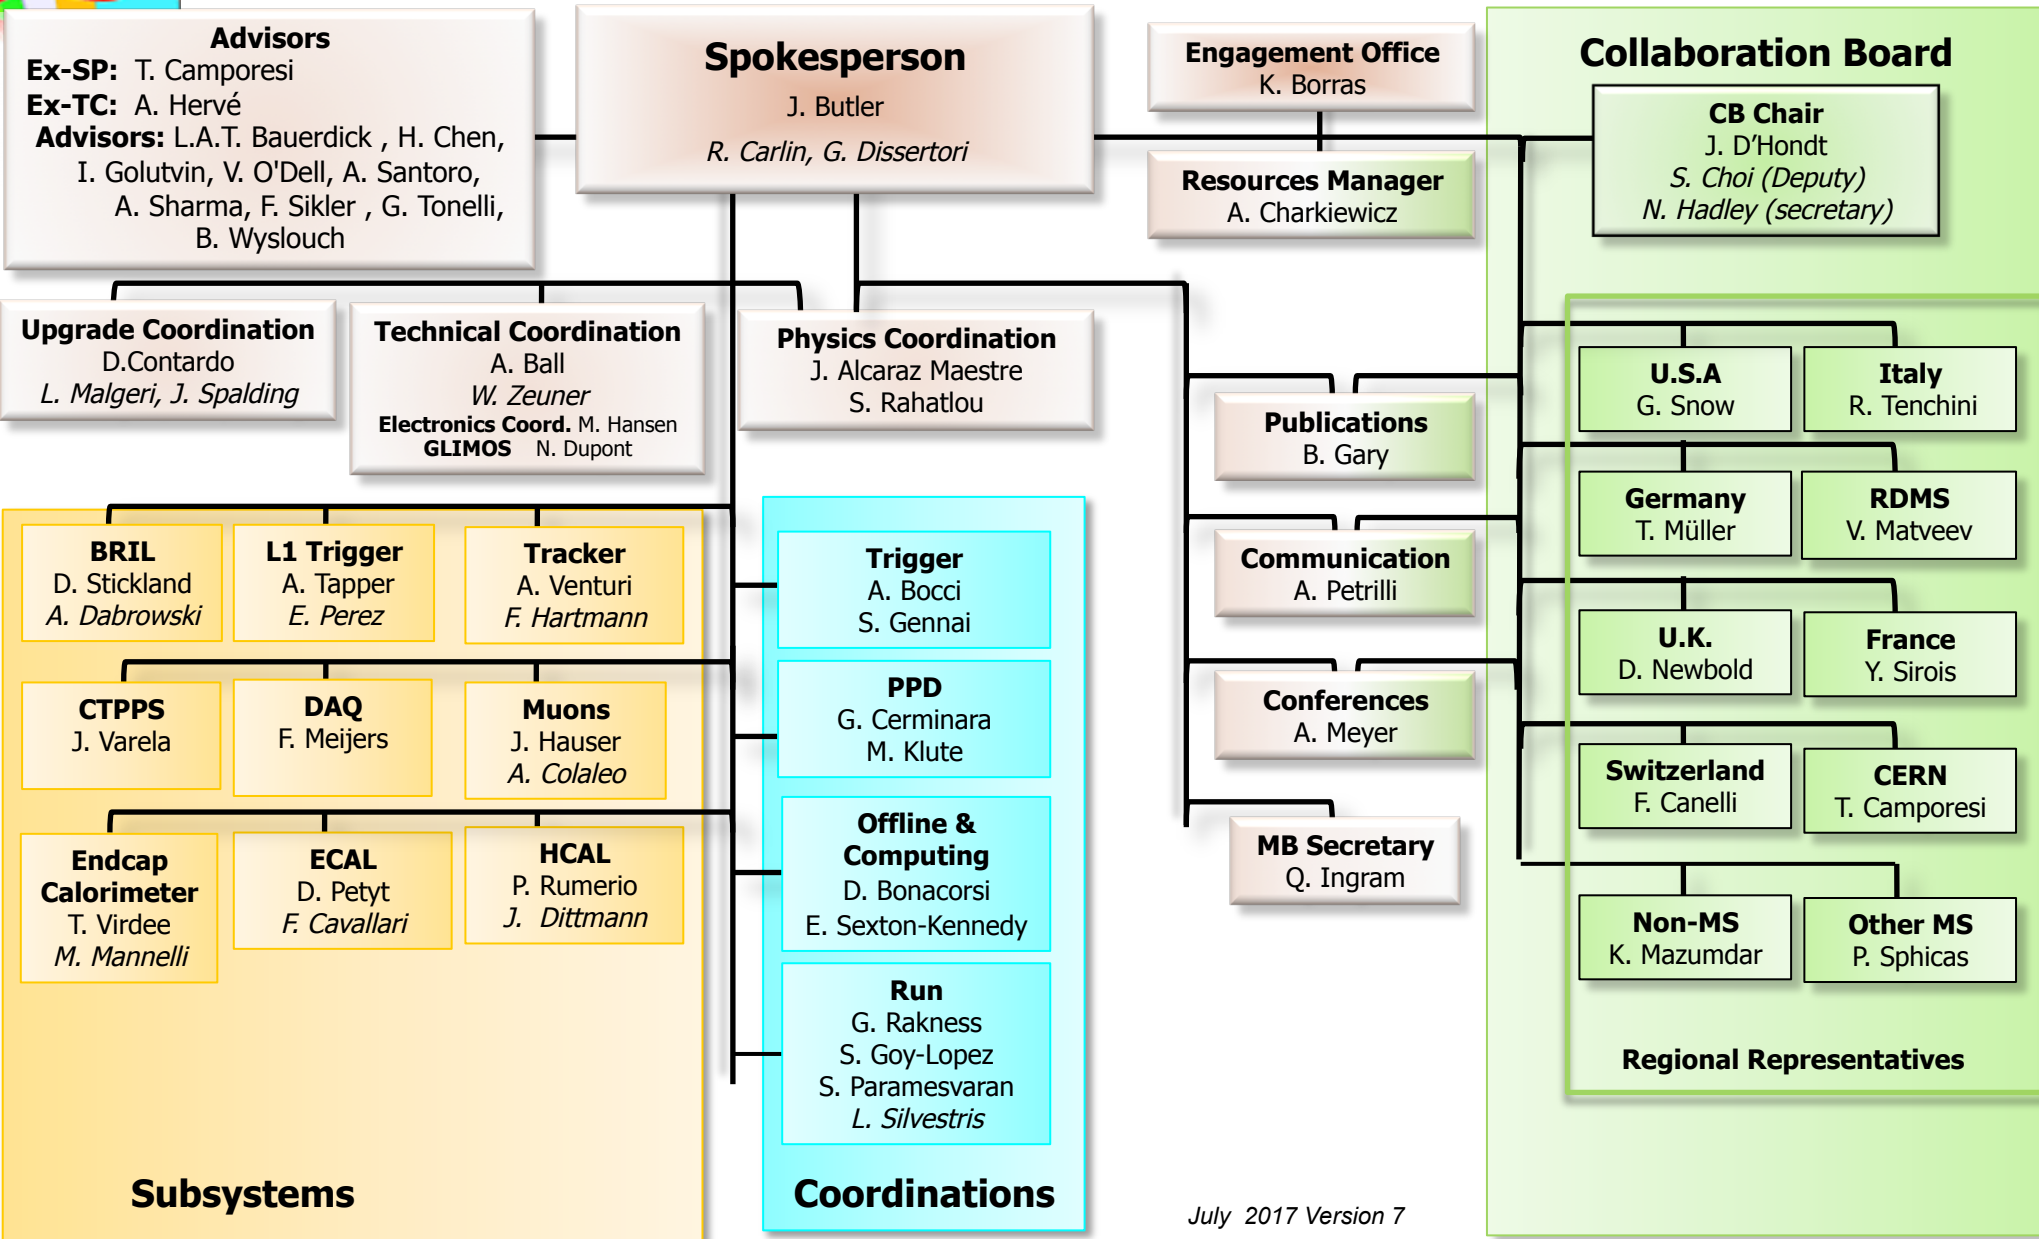 Advisors
Ex-SP: T. Camporesi
Ex-TC: A. Hervé
Advisors: L.A.T. Bauerdick , H. Chen,
I. Golutvin, V. O'Dell, A. Santoro,
A. Sharma, F. Sikler , G. Tonelli,
B. Wyslouch
Spokesperson
J. Butler
R. Carlin, G. Dissertori
Engagement Office
K. Borras
Resources Manager
A. Charkiewicz
Collaboration Board
CB Chair
J. D’Hondt
S. Choi (Deputy)
N. Hadley (secretary)
Upgrade Coordination
D.Contardo
L. Malgeri, J. Spalding
Technical Coordination
A. Ball
W. Zeuner
Electronics Coord. M. Hansen
GLIMOS N. Dupont
Physics Coordination
J. Alcaraz Maestre
S. Rahatlou
Publications
B. Gary
Communication
A. Petrilli
Conferences
A. Meyer
MB Secretary
Q. Ingram
U.S.A
G. Snow
Italy
R. Tenchini
Germany
T. Müller
RDMS
V. Matveev
U.K.
D. Newbold
France
Y. Sirois
Switzerland
F. Canelli
CERN
T. Camporesi
Non-MS
K. Mazumdar
Other MS
P. Sphicas
Regional Representatives
BRIL
D. Stickland
A. Dabrowski
L1 Trigger
A. Tapper
E. Perez
Tracker
A. Venturi
F. Hartmann
CTPPS
J. Varela
DAQ
F. Meijers
Muons
J. Hauser
A. Colaleo
Endcap
Calorimeter
T. Virdee
M. Mannelli
ECAL
D. Petyt
F. Cavallari
HCAL
P. Rumerio
J. Dittmann
Subsystems
Trigger
A. Bocci
S. Gennai
PPD
G. Cerminara
M. Klute
Offline &
Computing
D. Bonacorsi
E. Sexton-Kennedy
Run
G. Rakness
S. Goy-Lopez
S. Paramesvaran
L. Silvestris
Coordinations
July 2017 Version 7